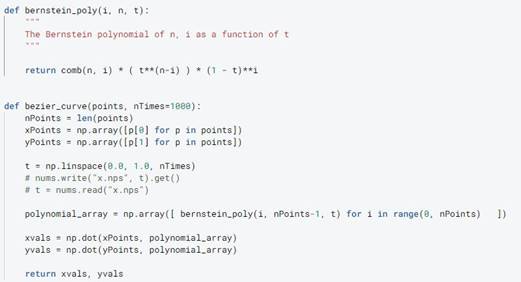 def bernstein_poly(i, n, t):
"""
The Bernstein polynomial of n, i as a function of t
"""
return comb(n, i) * ( t**(n-i) ) * (1 - t)**i
def bezier_curve(points, nTimes=1000):
nPoints = len(points)
xPoints = np.array([p[0] for p in points])
yPoints = np.array([p[1] for p in points])
t = np.linspace(0.0, 1.0, nTimes)
# nums.write("x.nps", t).get()
# t = nums.read("x.nps")
polynomial_array = np.array([ bernstein_poly(i, nPoints-1, t) for i in range(0, nPoints) ])
xvals = np.dot(xPoints, polynomial_array)
yvals = np.dot(yPoints, polynomial_array)
return xvals, yvals